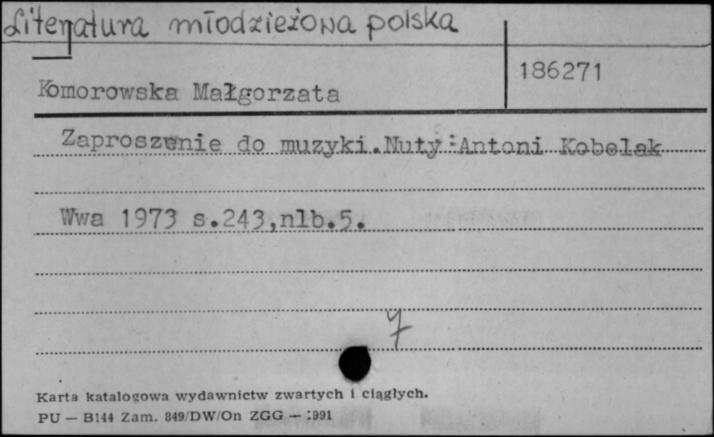 Literatura młodzieżowa polska
186271
Komorowska Małgorzata
Zaproszenie do muzyki.Nuty:Antoni Kobelak
Wwa 1973 s.243,nlb.5.
Karta katalogowa wydawnictw zwartych i ciągłych.
PU — B144 Zam. 849/DW/On ZGG — 1991